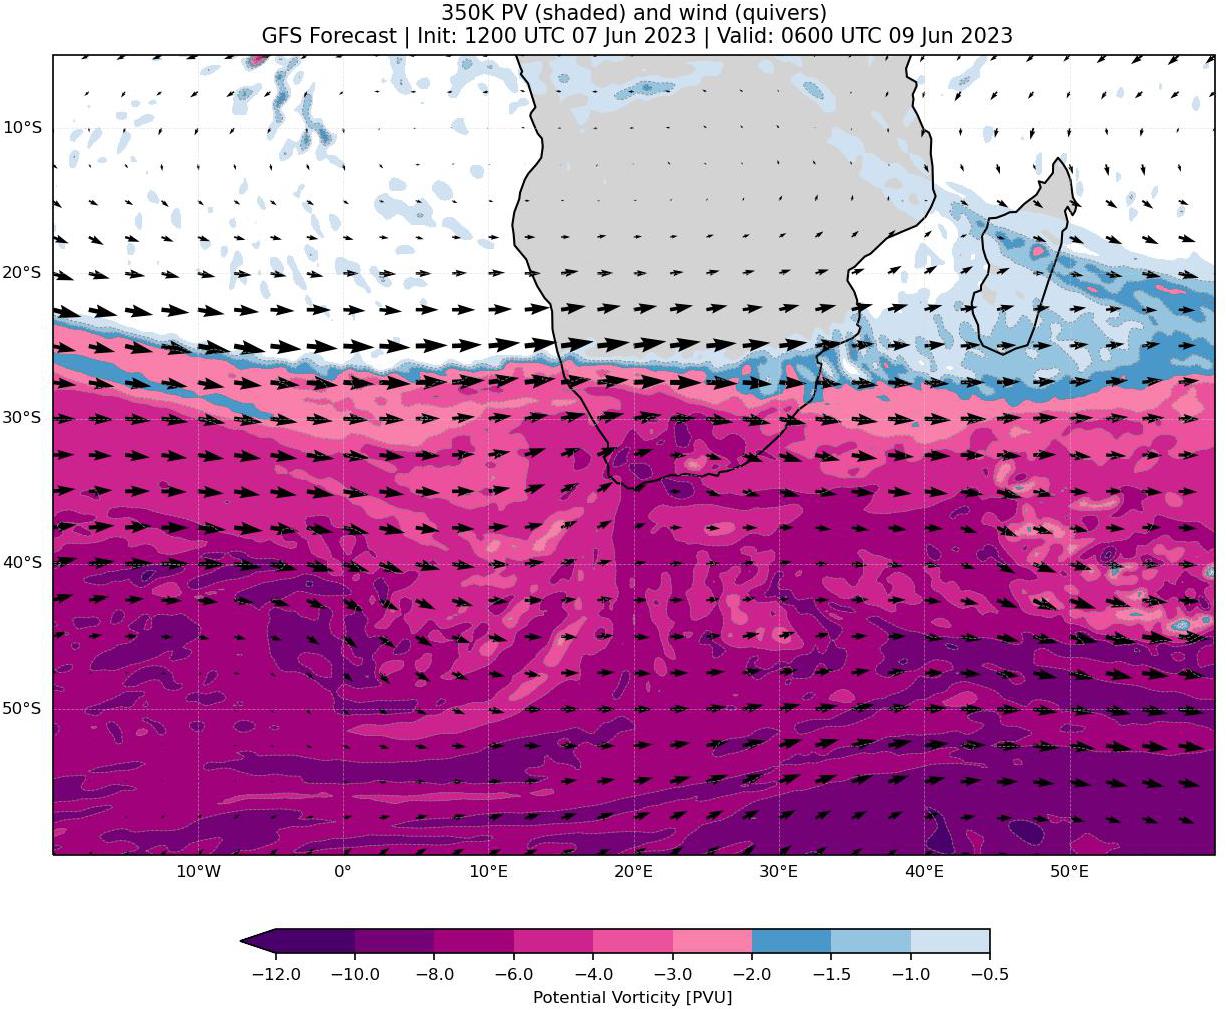 350K PV (shaded) and wind (quivers)
GFS Forecast | Init: 1200 UTC 07 Jun 2023 | Valid: 0600 UTC 09 Jun 2023
10°S
20°S
30°S
40°S
50°S
10°W 0° 10°E 20°E 30°E 40°E 50°E
−12.0 −10.0 −8.0 −6.0 −4.0 −3.0 −2.0 −1.5 −1.0 −0.5
Potential Vorticity [PVU]